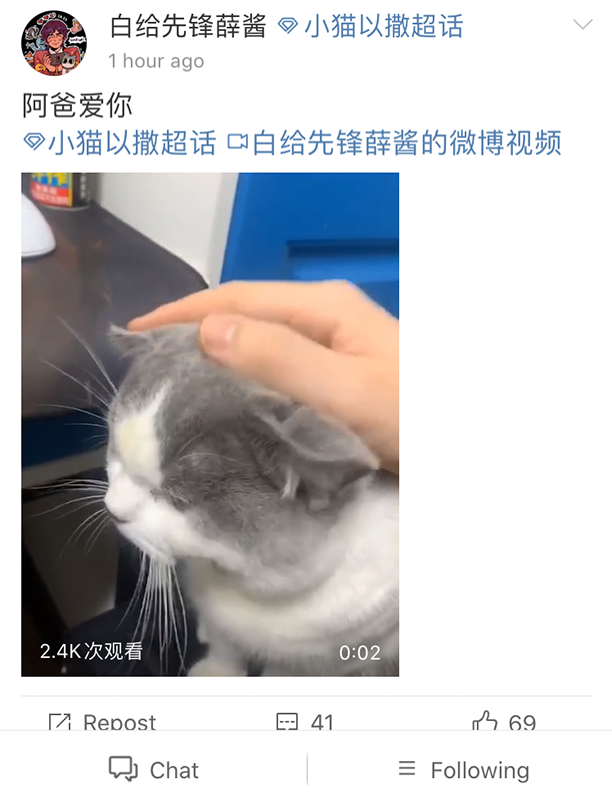 白给先锋薛酱 小猫以撒超话
1 hour ago
阿爸爱你
小猫以撒超话 白给先锋薛酱的微博视频
2.4K次观看 0:02
Repost 41 69
Chat Following